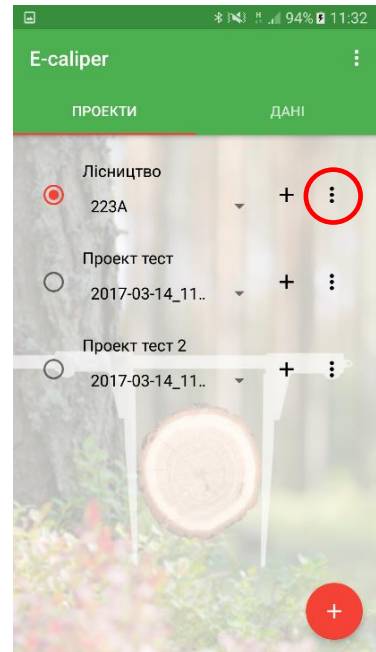 94% 11:32
E-caliper
ПРОЕКТИ ДАНІ
Лісництво
223A
Проект тест
2017-03-14_11..
Проект тест 2
2017-03-14_11..